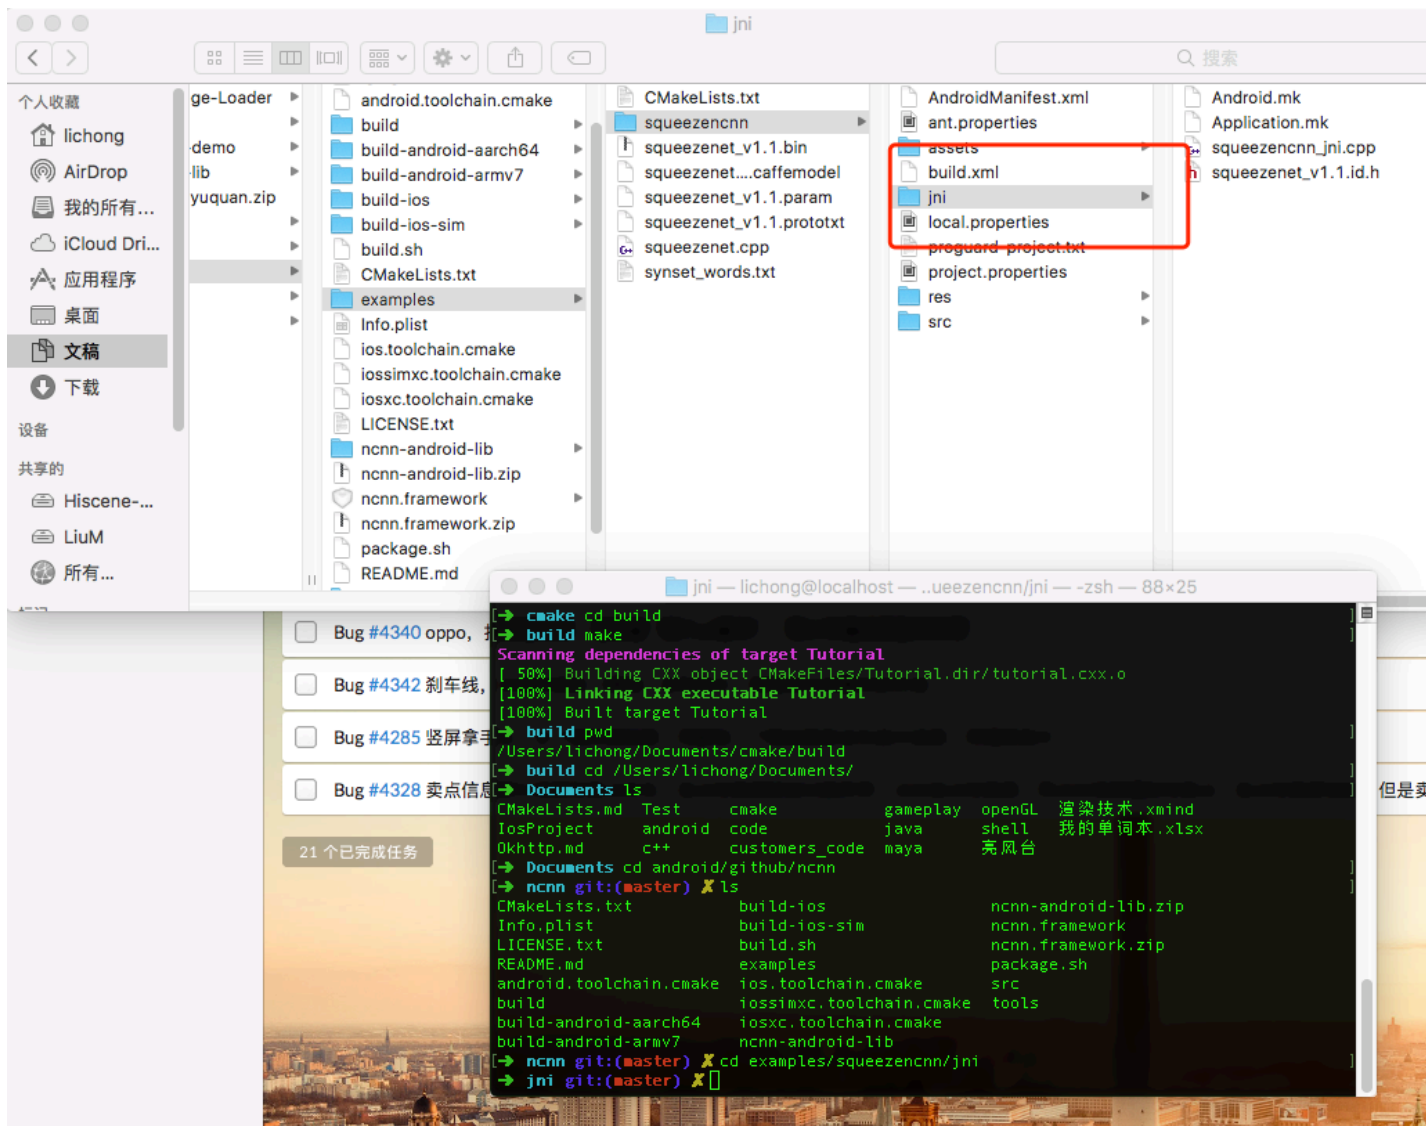 jni
搜索
个人收藏
lichong
AirDrop
我的所有...
iCloud Dri...
应用程序
桌面
文稿
下载
设备
共享的
Hiscene-...
LiuM
所有...
ge-Loader
-demo
-lib
yuquan.zip
android.toolchain.cmake
build
build-android-aarch64
build-android-armv7
build-ios
build-ios-sim
build.sh
CMakeLists.txt
examples
Info.plist
ios.toolchain.cmake
iossimxc.toolchain.cmake
iosxc.toolchain.cmake
LICENSE.txt
ncnn-android-lib
ncnn-android-lib.zip
ncnn.framework
ncnn.framework.zip
package.sh
README.md
CMakeLists.txt
squeezencnn
squeezenet_v1.1.bin
squeezenet....caffemodel
squeezenet_v1.1.param
squeezenet_v1.1.prototxt
squeezenet.cpp
synset_words.txt
AndroidManifest.xml
ant.properties
assets
build.xml
jni
local.properties
proguard-project.txt
project.properties
res
src
Android.mk
Application.mk
squeezencnn_jni.cpp
squeezenet_v1.1.id.h
Bug #4340 oppo，
Bug #4342 刹车线，
Bug #4285 竖屏拿手
Bug #4328 卖点信息
但是卖
21 个已完成任务
jni — lichong@localhost — ..ueezencnn/jni — -zsh — 88×25
[➜ cmake cd build ]
[➜ build make ]
Scanning dependencies of target Tutorial
[ 50%] Building CXX object CMakeFiles/Tutorial.dir/tutorial.cxx.o
[100%] Linking CXX executable Tutorial
[100%] Built target Tutorial
[➜ build pwd ]
/Users/lichong/Documents/cmake/build
[➜ build cd /Users/lichong/Documents/ ]
[➜ Documents ls ]
CMakeLists.md Test cmake gameplay openGL 渲染技术.xmind
IosProject android code java shell 我的单词本.xlsx
Okhttp.md c++ customers_code maya 亮风台
[➜ Documents cd android/github/ncnn ]
[➜ ncnn git:(master) ✗ ls ]
CMakeLists.txt build-ios ncnn-android-lib.zip
Info.plist build-ios-sim ncnn.framework
LICENSE.txt build.sh ncnn.framework.zip
README.md examples package.sh
android.toolchain.cmake ios.toolchain.cmake src
build iossimxc.toolchain.cmake tools
build-android-aarch64 iosxc.toolchain.cmake
build-android-armv7 ncnn-android-lib
[➜ ncnn git:(master) ✗ cd examples/squeezencnn/jni ]
➜ jni git:(master) ✗